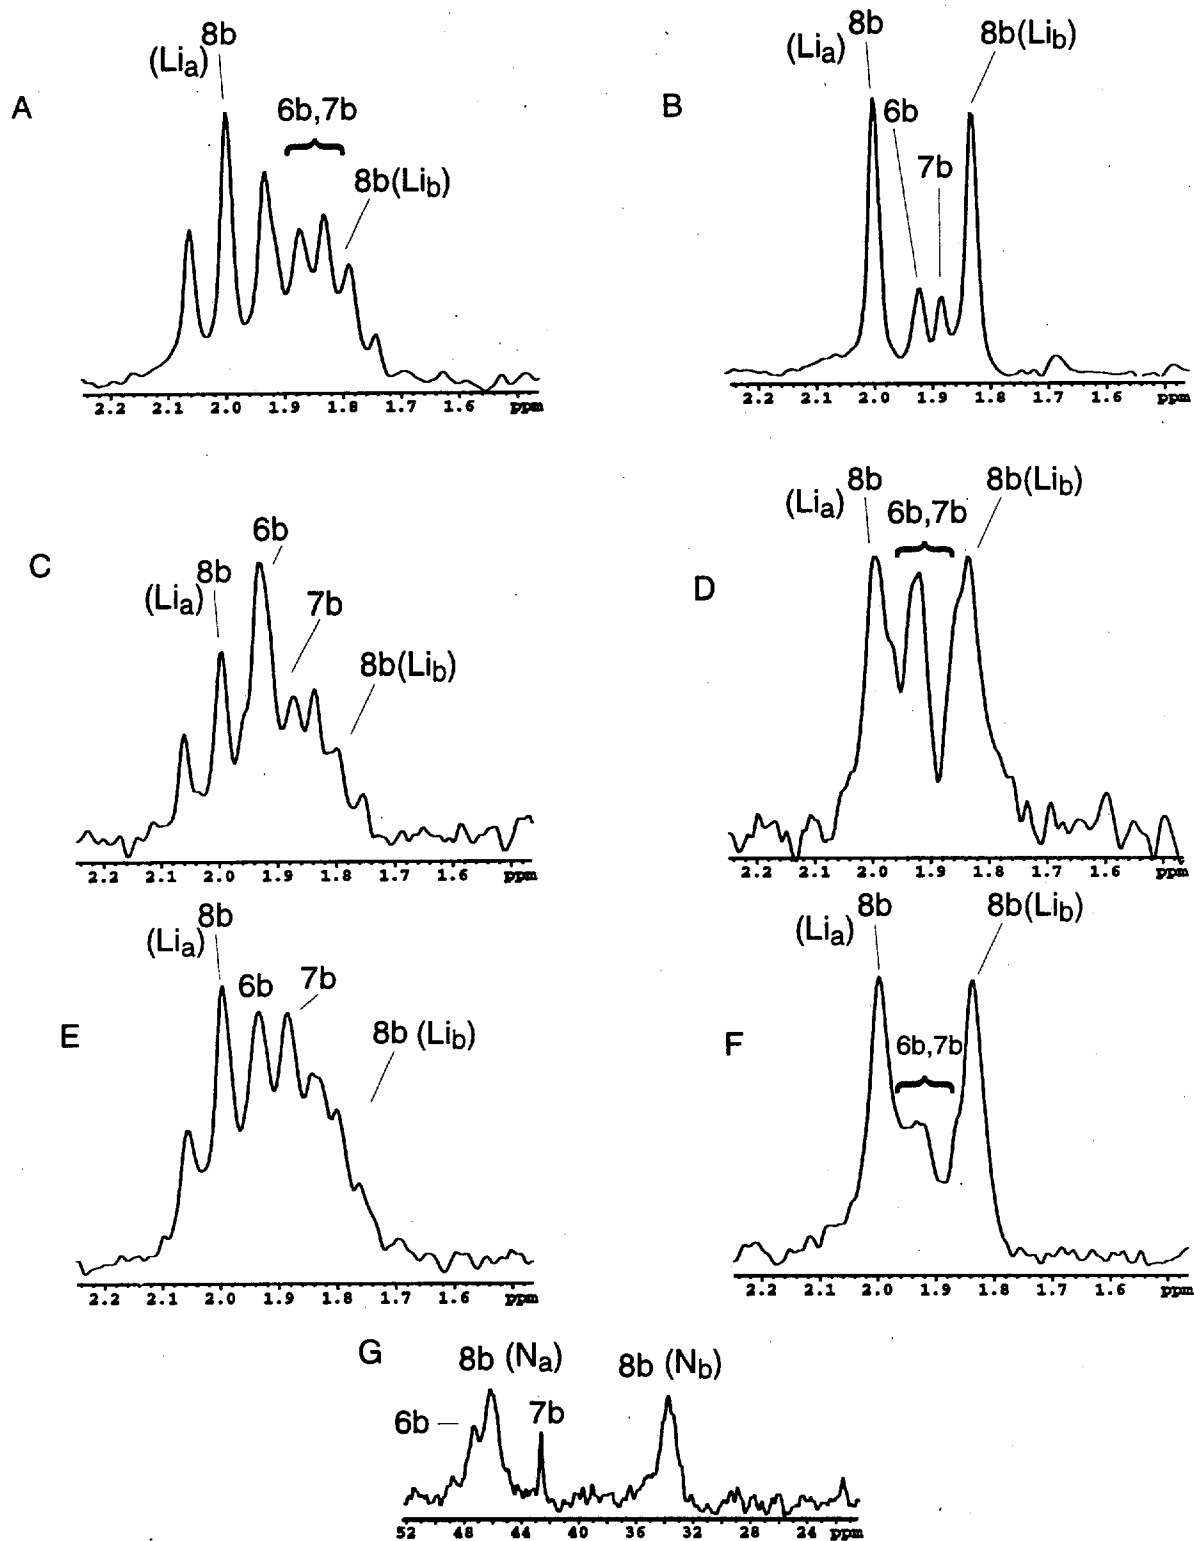 A
8b
(Lia)
6b,7b
8b(Lib)
2.2 2.1 2.0 1.9 1.8 1.7 1.6 ppm
B
8b
(Lia)
8b(Lib)
6b
7b
2.2 2.1 2.0 1.9 1.8 1.7 1.6 ppm
C
6b
8b
(Lia)
7b
8b(Lib)
2.2 2.1 2.0 1.9 1.8 1.7 1.6 ppm
D
8b
(Lia)
6b,7b
8b(Lib)
2.2 2.1 2.0 1.9 1.8 1.7 1.6 ppm
E
8b
(Lia)
6b
7b
8b (Lib)
2.2 2.1 2.0 1.9 1.8 1.7 1.6 ppm
F
8b
(Lia)
8b(Lib)
6b,7b
2.2 2.1 2.0 1.9 1.8 1.7 1.6 ppm
G
8b (Na)
8b (Nb)
6b
7b
52 48 44 40 36 32 28 24 ppm